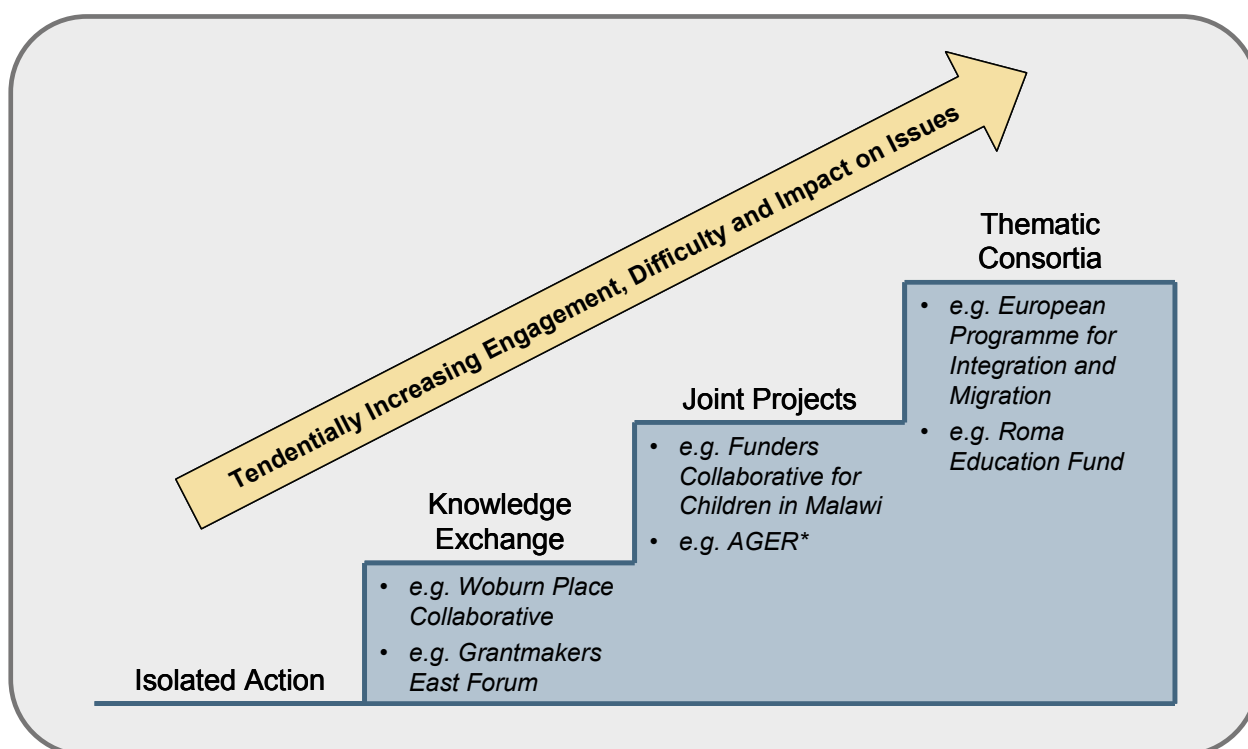 Tendentially Increasing Engagement, Difficulty and Impact on Issues
Thematic
Consortia
• e.g. European
Programme for
Integration and
Migration
• e.g. Roma
Education Fund
Joint Projects
• e.g. Funders
Collaborative for
Children in Malawi
• e.g. AGER*
Knowledge
Exchange
• e.g. Woburn Place
Collaborative
• e.g. Grantmakers
East Forum
Isolated Action